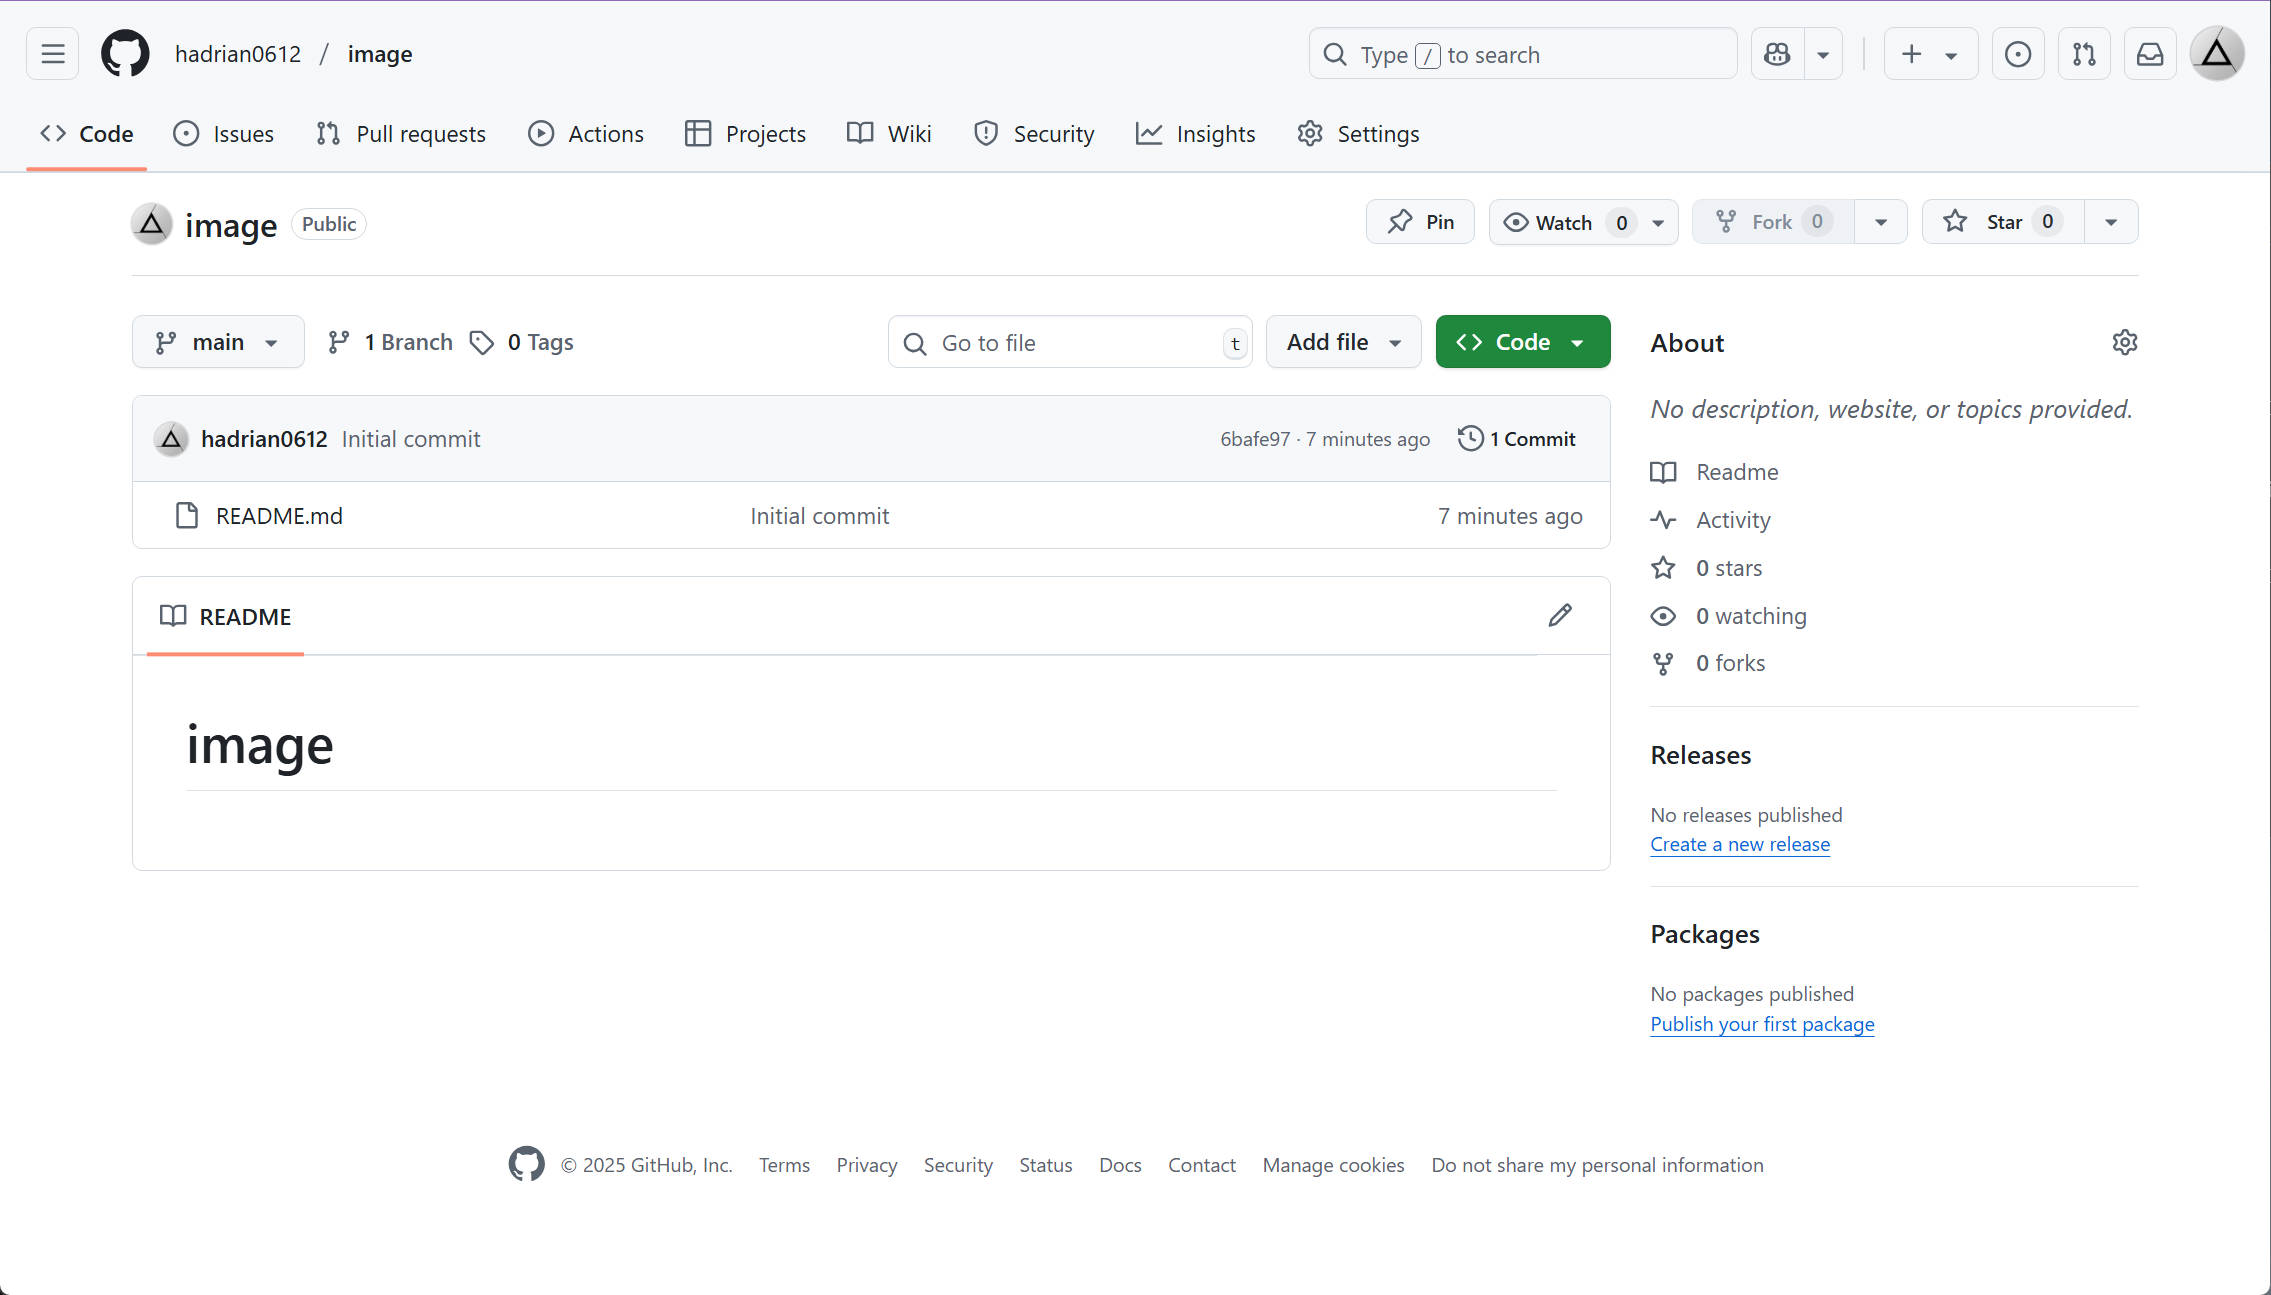 hadrian0612 / image
Type / to search
Code Issues Pull requests Actions Projects Wiki Security Insights Settings
image Public
Pin Watch 0 Fork 0 Star 0
main 1 Branch 0 Tags
Go to file t Add file Code
hadrian0612 Initial commit 6bafe97 · 7 minutes ago 1 Commit
README.md Initial commit 7 minutes ago
README
image
About
No description, website, or topics provided.
Readme
Activity
0 stars
0 watching
0 forks
Releases
No releases published
Create a new release
Packages
No packages published
Publish your first package
© 2025 GitHub, Inc. Terms Privacy Security Status Docs Contact Manage cookies Do not share my personal information